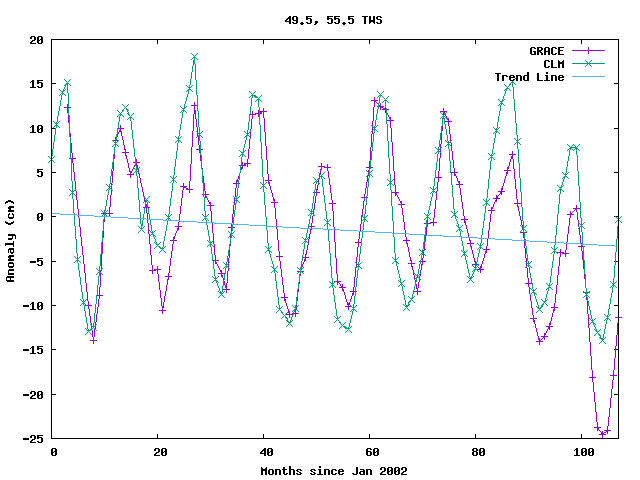 49.5, 55.5 TWS
GRACE
CLM
Trend Line
20
15
10
5
0
-5
-10
-15
-20
-25
Anomaly (cm)
0 20 40 60 80 100
Months since Jan 2002